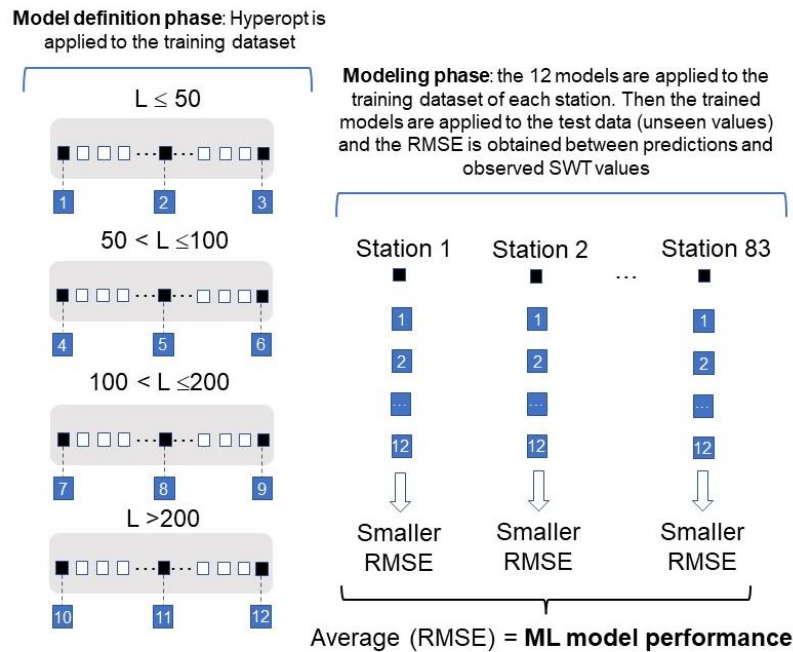 Model definition phase: Hyperopt is
applied to the training dataset
L ≤ 50
... ...
1 2 3
50 < L ≤100
... ...
4 5 6
100 < L ≤200
... ...
7 8 9
L >200
... ...
10 11 12
Modeling phase: the 12 models are applied to the
training dataset of each station. Then the trained
models are applied to the test data (unseen values)
and the RMSE is obtained between predictions and
observed SWT values
Station 1 Station 2 Station 83
...
1 1 1
2 2 2
... ... ...
12 12 12
Smaller Smaller Smaller
RMSE RMSE RMSE
Average (RMSE) = ML model performance